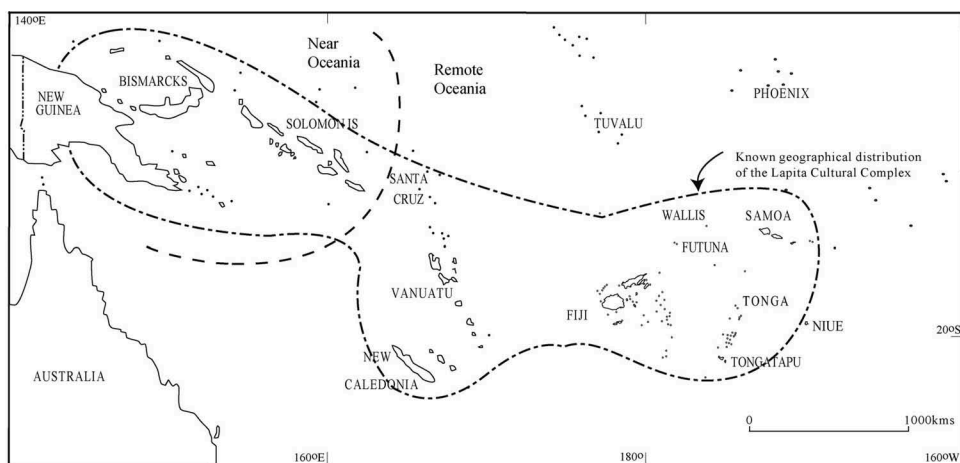 140oE
Near
Oceania
Remote
Oceania
BISMARCKS
NEW
GUINEA
PHOENIX
SOLOMON IS
TUVALU
Known geographical distribution
of the Lapita Cultural Complex
SANTA
CRUZ
WALLIS
SAMOA
FUTUNA
VANUATU
TONGA
FIJI
NIUE
20oS
NEW
CALEDONIA
TONGATAPU
AUSTRALIA
0 1000kms
160oE
180o
160oW